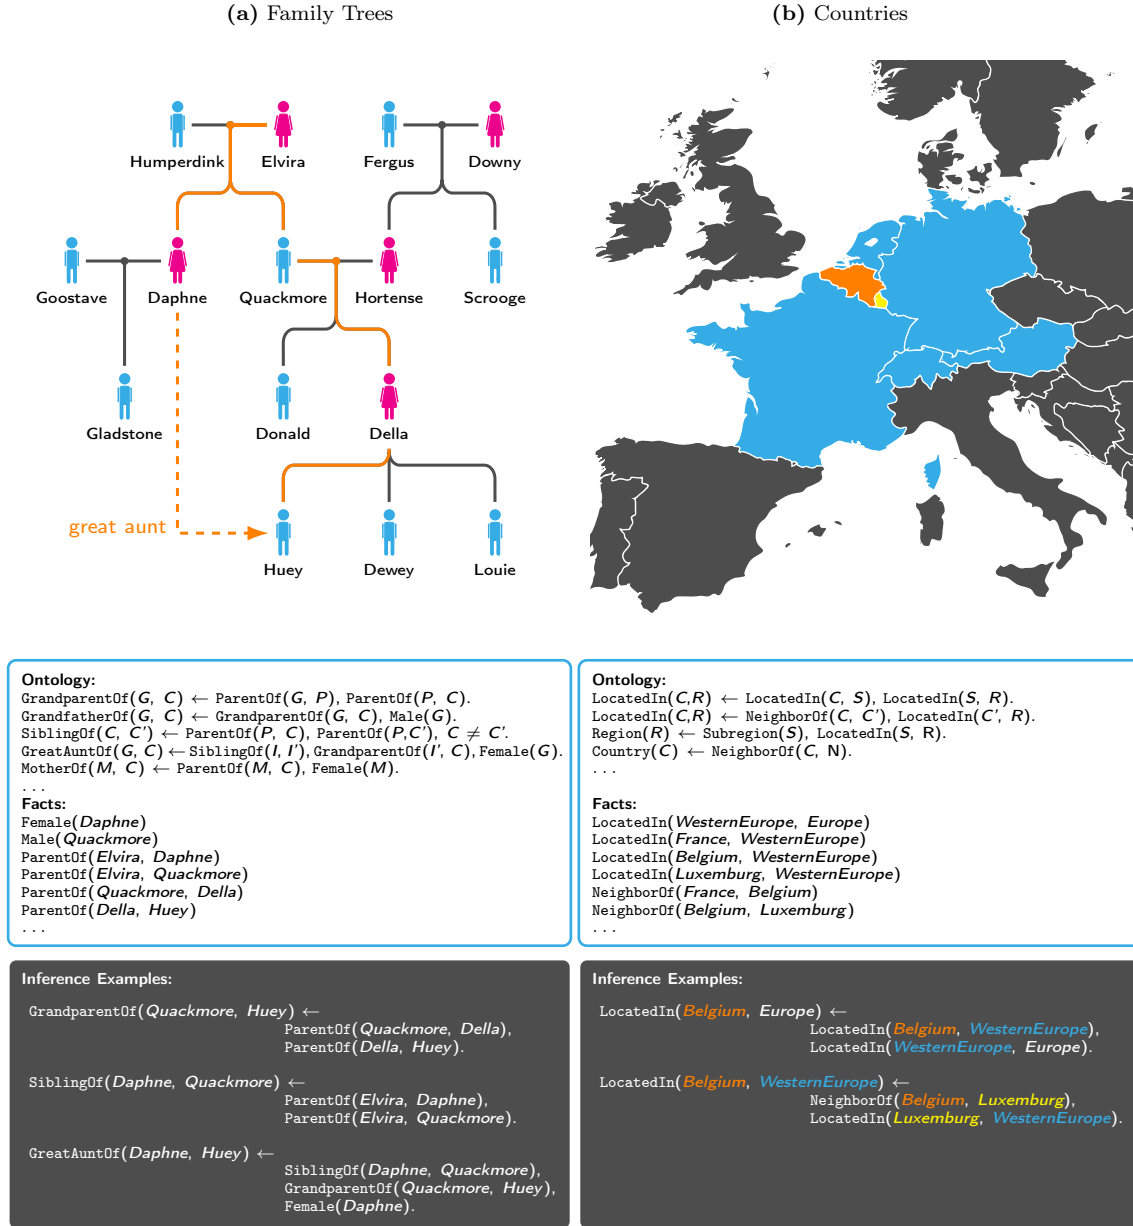 (a) Family Trees
(b) Countries
Humperdink
Elvira
Fergus
Downy
Goostave
Daphne
Quackmore
Hortense
Scrooge
Gladstone
Donald
Della
great aunt
Huey
Dewey
Louie
Ontology:
GrandparentOf(G, C) ← ParentOf(G, P), ParentOf(P, C).
GrandfatherOf(G, C) ← GrandparentOf(G, C), Male(G).
SiblingOf(C, C') ← ParentOf(P, C), ParentOf(P,C'), C ≠ C'.
GreatAuntOf(G, C) ← SiblingOf(I, I'), GrandparentOf(I', C), Female(G).
MotherOf(M, C) ← ParentOf(M, C), Female(M).
...
Facts:
Female(Daphne)
Male(Quackmore)
ParentOf(Elvira, Daphne)
ParentOf(Elvira, Quackmore)
ParentOf(Quackmore, Della)
ParentOf(Della, Huey)
...
Ontology:
LocatedIn(C,R) ← LocatedIn(C, S), LocatedIn(S, R).
LocatedIn(C,R) ← NeighborOf(C, C'), LocatedIn(C', R).
Region(R) ← Subregion(S), LocatedIn(S, R).
Country(C) ← NeighborOf(C, N).
...
Facts:
LocatedIn(WesternEurope, Europe)
LocatedIn(France, WesternEurope)
LocatedIn(Belgium, WesternEurope)
LocatedIn(Luxemburg, WesternEurope)
NeighborOf(France, Belgium)
NeighborOf(Belgium, Luxemburg)
...
Inference Examples:
GrandparentOf(Quackmore, Huey) ←
ParentOf(Quackmore, Della),
ParentOf(Della, Huey).
SiblingOf(Daphne, Quackmore) ←
ParentOf(Elvira, Daphne),
ParentOf(Elvira, Quackmore).
GreatAuntOf(Daphne, Huey) ←
SiblingOf(Daphne, Quackmore),
GrandparentOf(Quackmore, Huey),
Female(Daphne).
Inference Examples:
LocatedIn(Belgium, Europe) ←
LocatedIn(Belgium, WesternEurope),
LocatedIn(WesternEurope, Europe).
LocatedIn(Belgium, WesternEurope) ←
NeighborOf(Belgium, Luxemburg),
LocatedIn(Luxemburg, WesternEurope).